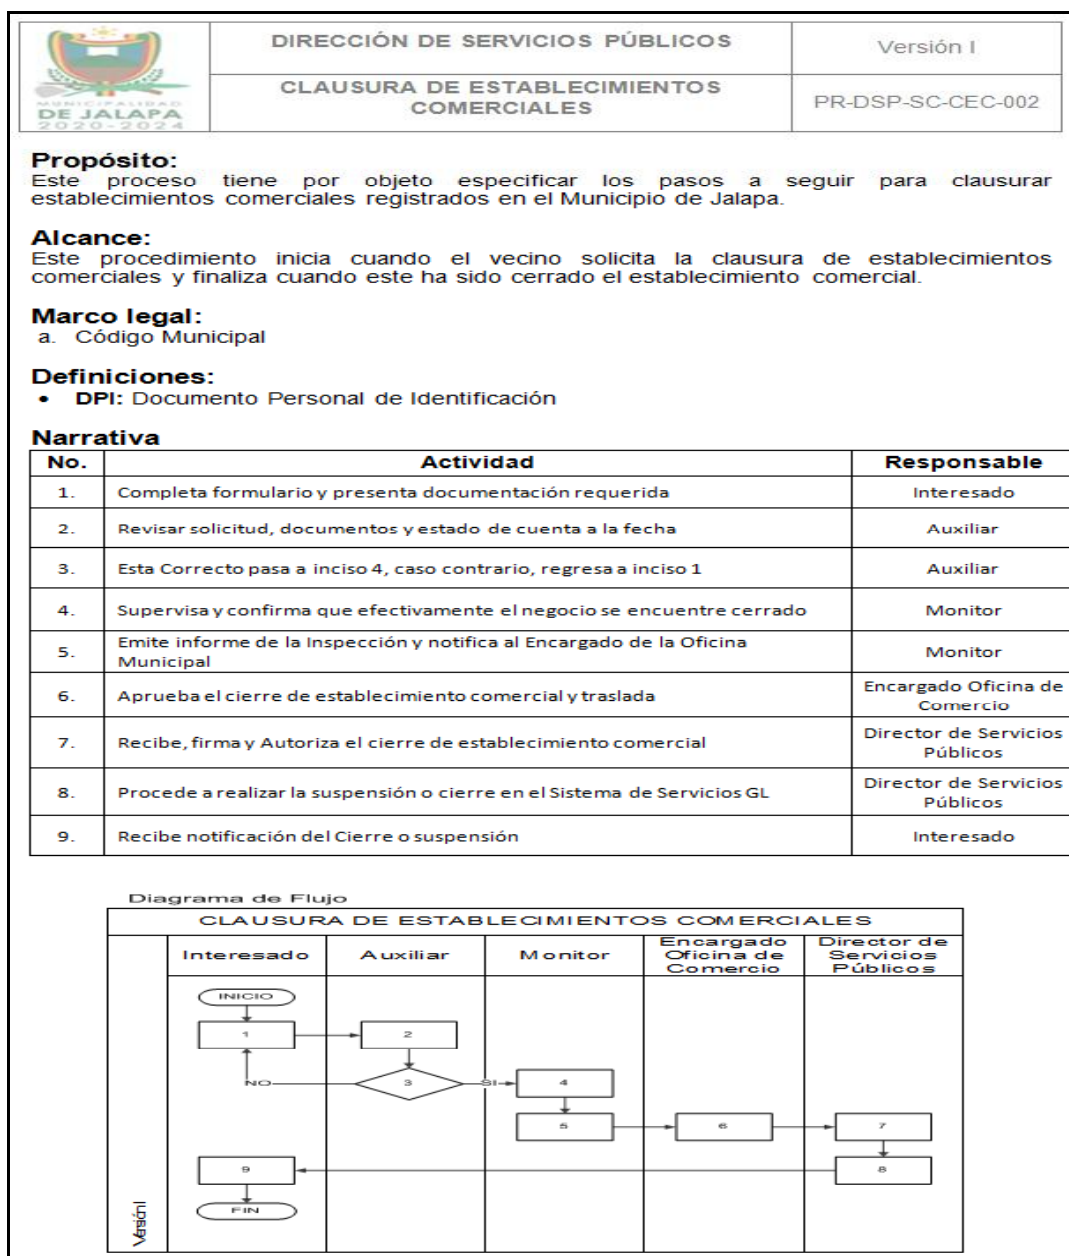 MUNICIPALIDAD
DE JALAPA
2020-2024
DIRECCIÓN DE SERVICIOS PÚBLICOS
Versión I
CLAUSURA DE ESTABLECIMIENTOS
COMERCIALES
PR-DSP-SC-CEC-002
Propósito:
Este proceso tiene por objeto especificar los pasos a seguir para clausurar
establecimientos comerciales registrados en el Municipio de Jalapa.
Alcance:
Este procedimiento inicia cuando el vecino solicita la clausura de establecimientos
comerciales y finaliza cuando este ha sido cerrado el establecimiento comercial.
Marco legal:
a. Código Municipal
Definiciones:
• DPI: Documento Personal de Identificación
Narrativa
No. Actividad Responsable
1. Completa formulario y presenta documentación requerida Interesado
2. Revisar solicitud, documentos y estado de cuenta a la fecha Auxiliar
3. Esta Correcto pasa a inciso 4, caso contrario, regresa a inciso 1 Auxiliar
4. Supervisa y confirma que efectivamente el negocio se encuentre cerrado Monitor
5. Emite informe de la Inspección y notifica al Encargado de la Oficina
Municipal
Monitor
6. Aprueba el cierre de establecimiento comercial y traslada
Encargado Oficina de
Comercio
7. Recibe, firma y Autoriza el cierre de establecimiento comercial
Director de Servicios
Públicos
8. Procede a realizar la suspensión o cierre en el Sistema de Servicios GL
Director de Servicios
Públicos
9. Recibe notificación del Cierre o suspensión Interesado
Diagrama de Flujo
CLAUSURA DE ESTABLECIMIENTOS COMERCIALES
Interesado
Auxiliar
Monitor
Encargado
Oficina de
Comercio
Director de
Servicios
Públicos
INICIO
1
2
NO
3
SI
4
5
6
7
9
8
FIN
Versión I